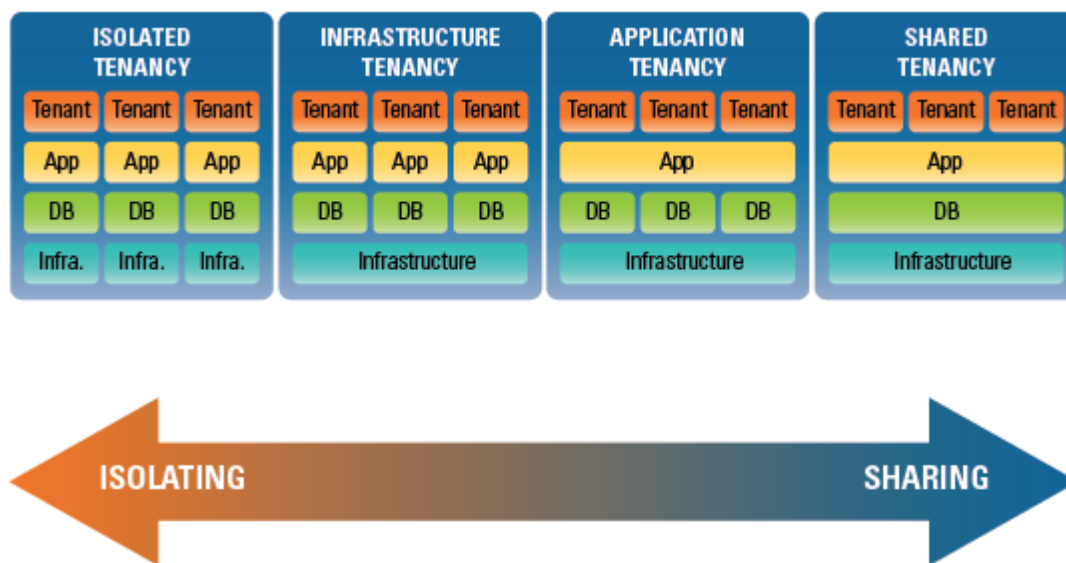 ISOLATED
TENANCY
Tenant Tenant Tenant
App App App
DB DB DB
Infra. Infra. Infra.
INFRASTRUCTURE
TENANCY
Tenant Tenant Tenant
App App App
DB DB DB
Infrastructure
APPLICATION
TENANCY
Tenant Tenant Tenant
App
DB DB DB
Infrastructure
SHARED
TENANCY
Tenant Tenant Tenant
App
DB
Infrastructure
ISOLATING
SHARING